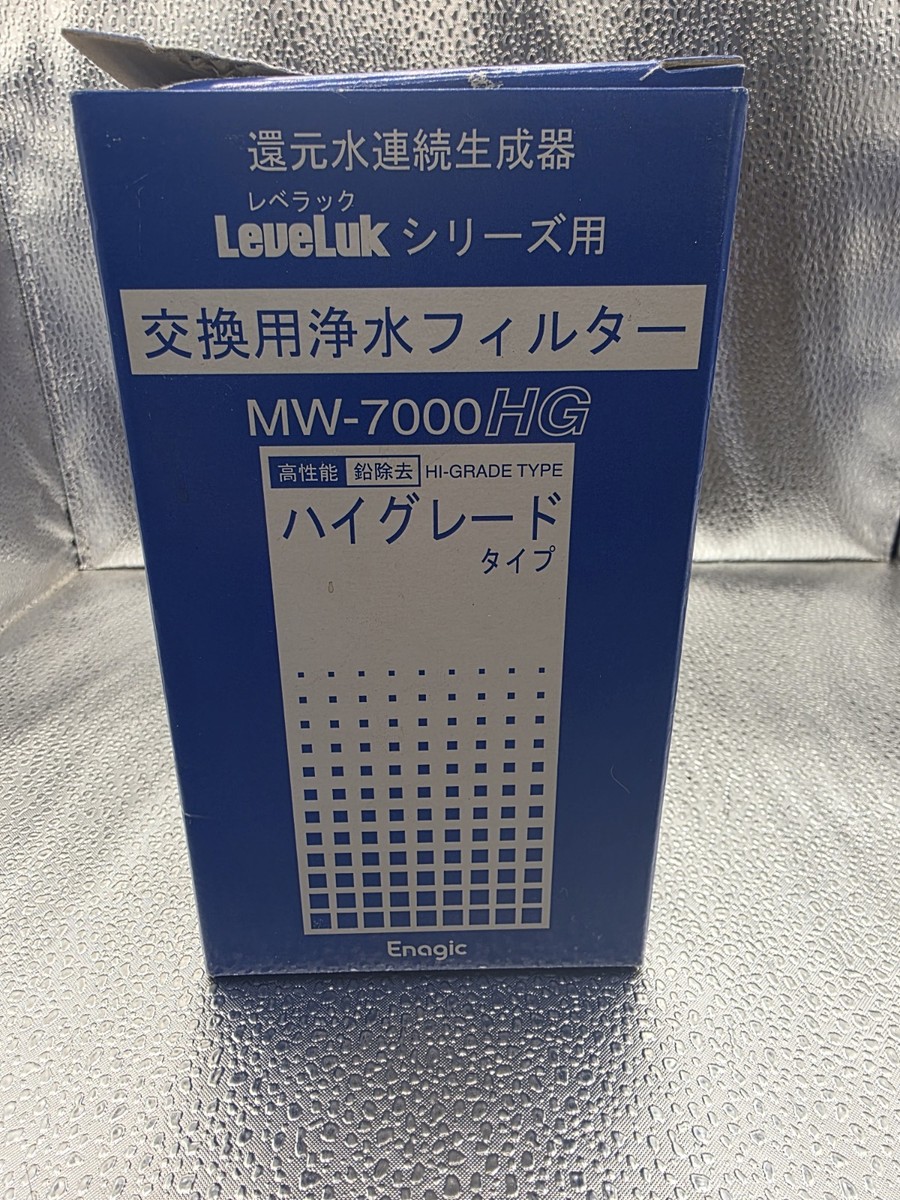 還元水連続生成器
レベラック
LeveLuk シリーズ用
交換用浄水フィルター
MW-7000HG
高性能 鉛除去 HI-GRADE TYPE
ハイグレード
タイプ
Enagic